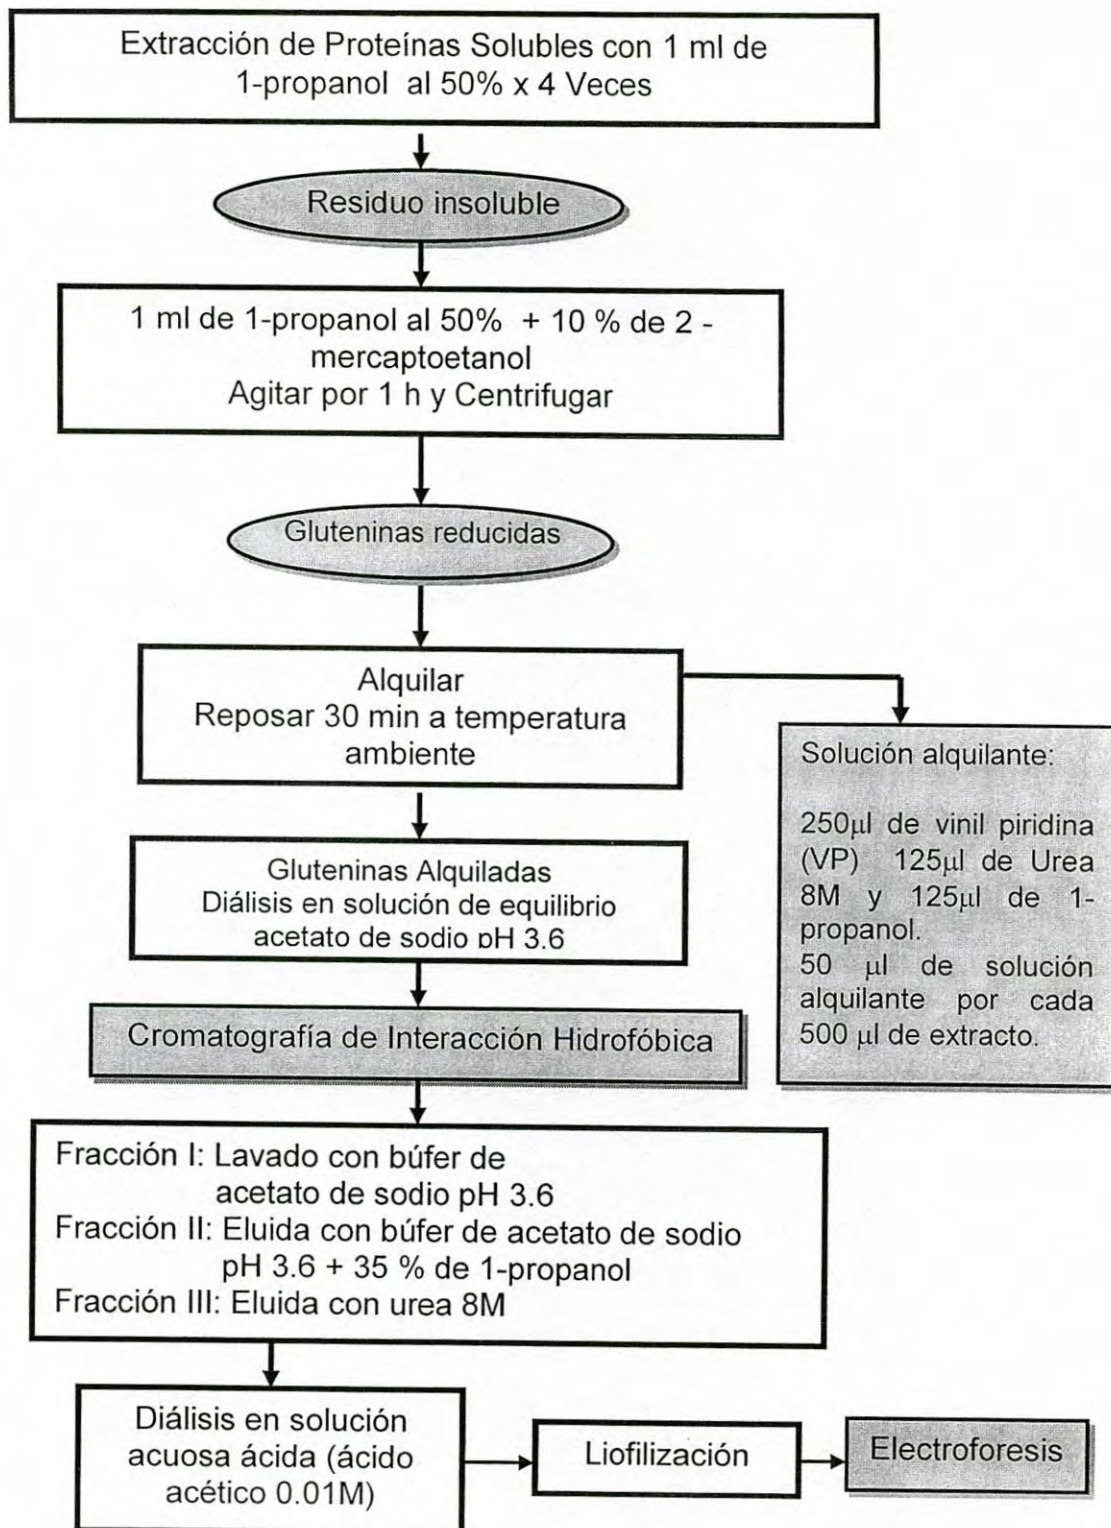 Extracción de Proteínas Solubles con 1 ml de
1-propanol al 50% x 4 Veces
Residuo insoluble
1 ml de 1-propanol al 50% + 10 % de 2 -
mercaptoetanol
Agitar por 1 h y Centrifugar
Gluteninas reducidas
Alquilar
Reposar 30 min a temperatura
ambiente
Solución alquilante:
250μl de vinil piridina
(VP) 125μl de Urea
8M y 125μl de 1-
propanol.
50 μl de solución
alquilante por cada
500 μl de extracto.
Gluteninas Alquiladas
Diálisis en solución de equilibrio
acetato de sodio pH 3.6
Cromatografía de Interacción Hidrofóbica
Fracción I: Lavado con búfer de
acetato de sodio pH 3.6
Fracción II: Eluida con búfer de acetato de sodio
pH 3.6 + 35 % de 1-propanol
Fracción III: Eluida con urea 8M
Diálisis en solución
acuosa ácida (ácido
acético 0.01M)
Liofilización
Electroforesis